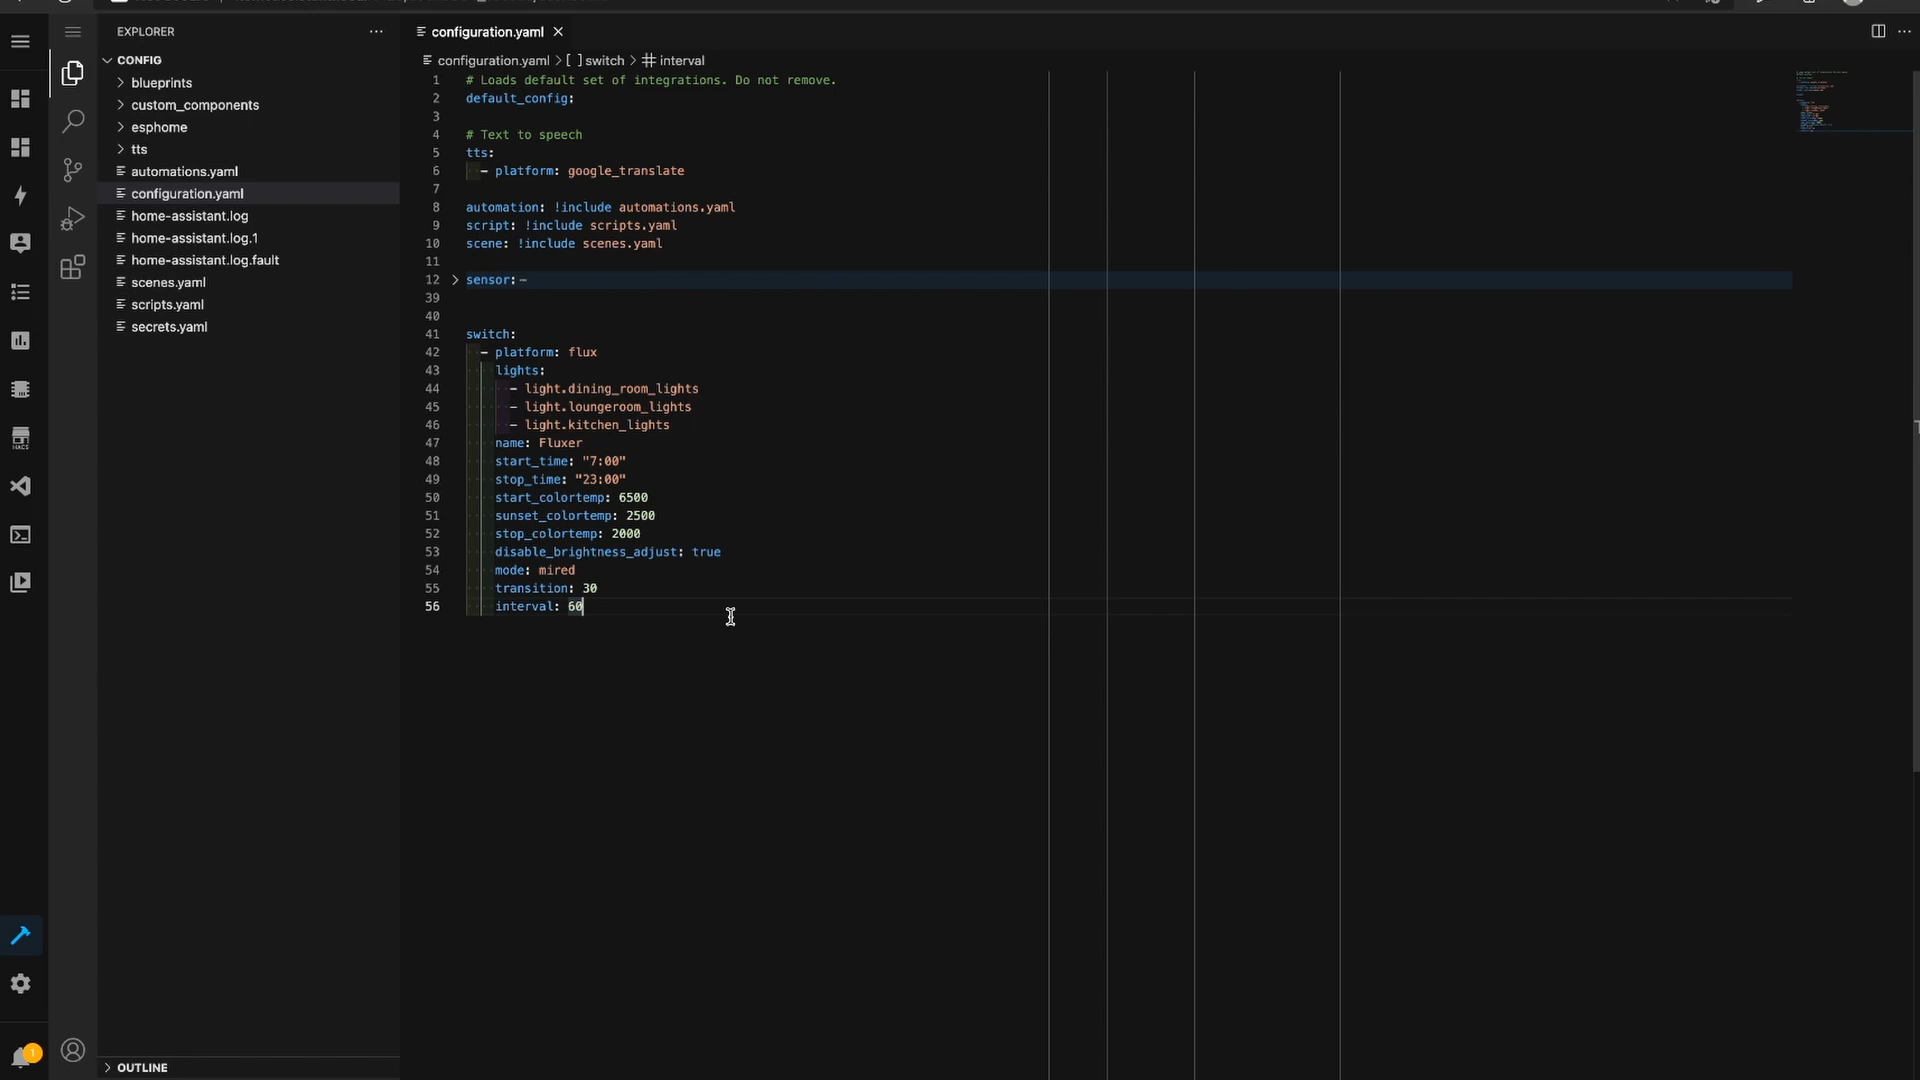 EXPLORER
CONFIG
blueprints
custom_components
esphome
tts
automations.yaml
configuration.yaml
home-assistant.log
home-assistant.log.1
home-assistant.log.fault
scenes.yaml
scripts.yaml
secrets.yaml
OUTLINE
HACS
1
configuration.yaml
configuration.yaml > [ ] switch > interval
1 # Loads default set of integrations. Do not remove.
2 default_config:
3
4 # Text to speech
5 tts:
6 - platform: google_translate
7
8 automation: !include automations.yaml
9 script: !include scripts.yaml
10 scene: !include scenes.yaml
11
12 sensor:
39
40
41 switch:
42 - platform: flux
43 lights:
44 - light.dining_room_lights
45 - light.loungeroom_lights
46 - light.kitchen_lights
47 name: Fluxer
48 start_time: "7:00"
49 stop_time: "23:00"
50 start_colortemp: 6500
51 sunset_colortemp: 2500
52 stop_colortemp: 2000
53 disable_brightness_adjust: true
54 mode: mired
55 transition: 30
56 interval: 60